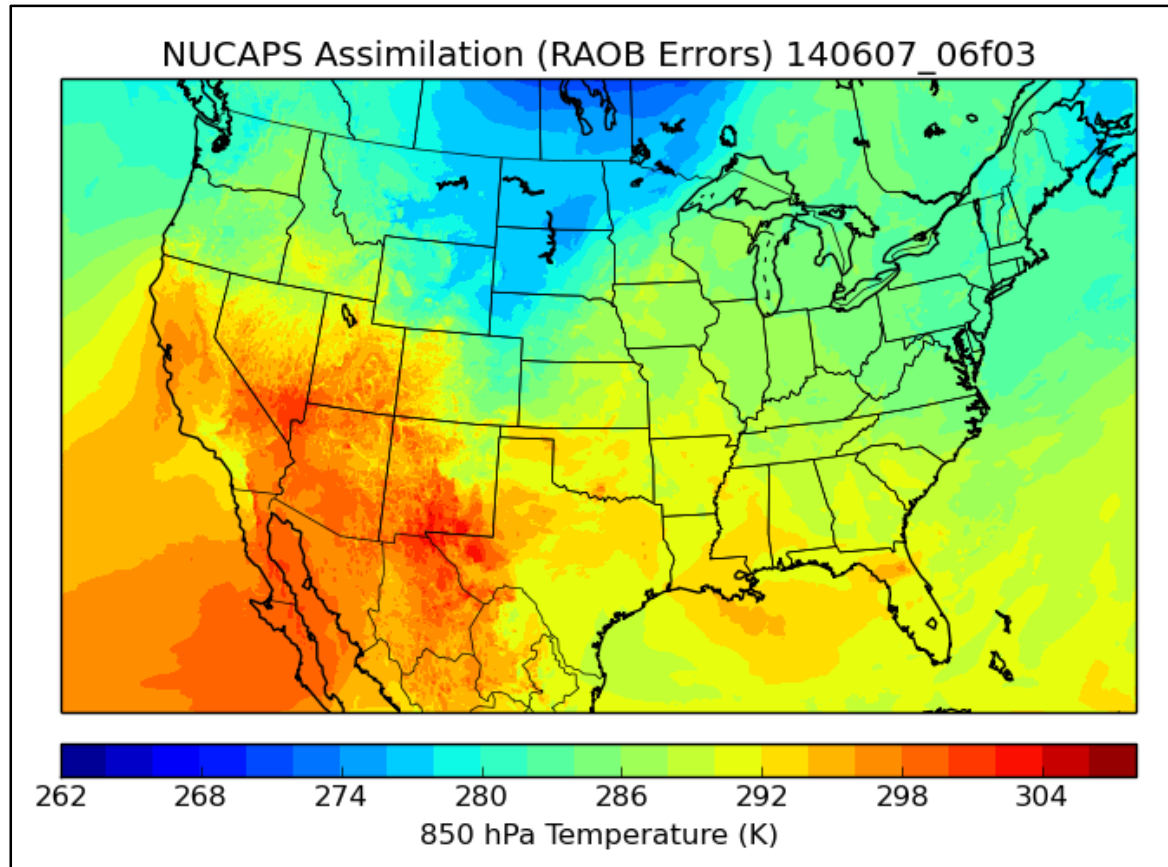 NUCAPS Assimilation (RAOB Errors) 140607_06f03
262 268 274 280 286 292 298 304
850 hPa Temperature (K)